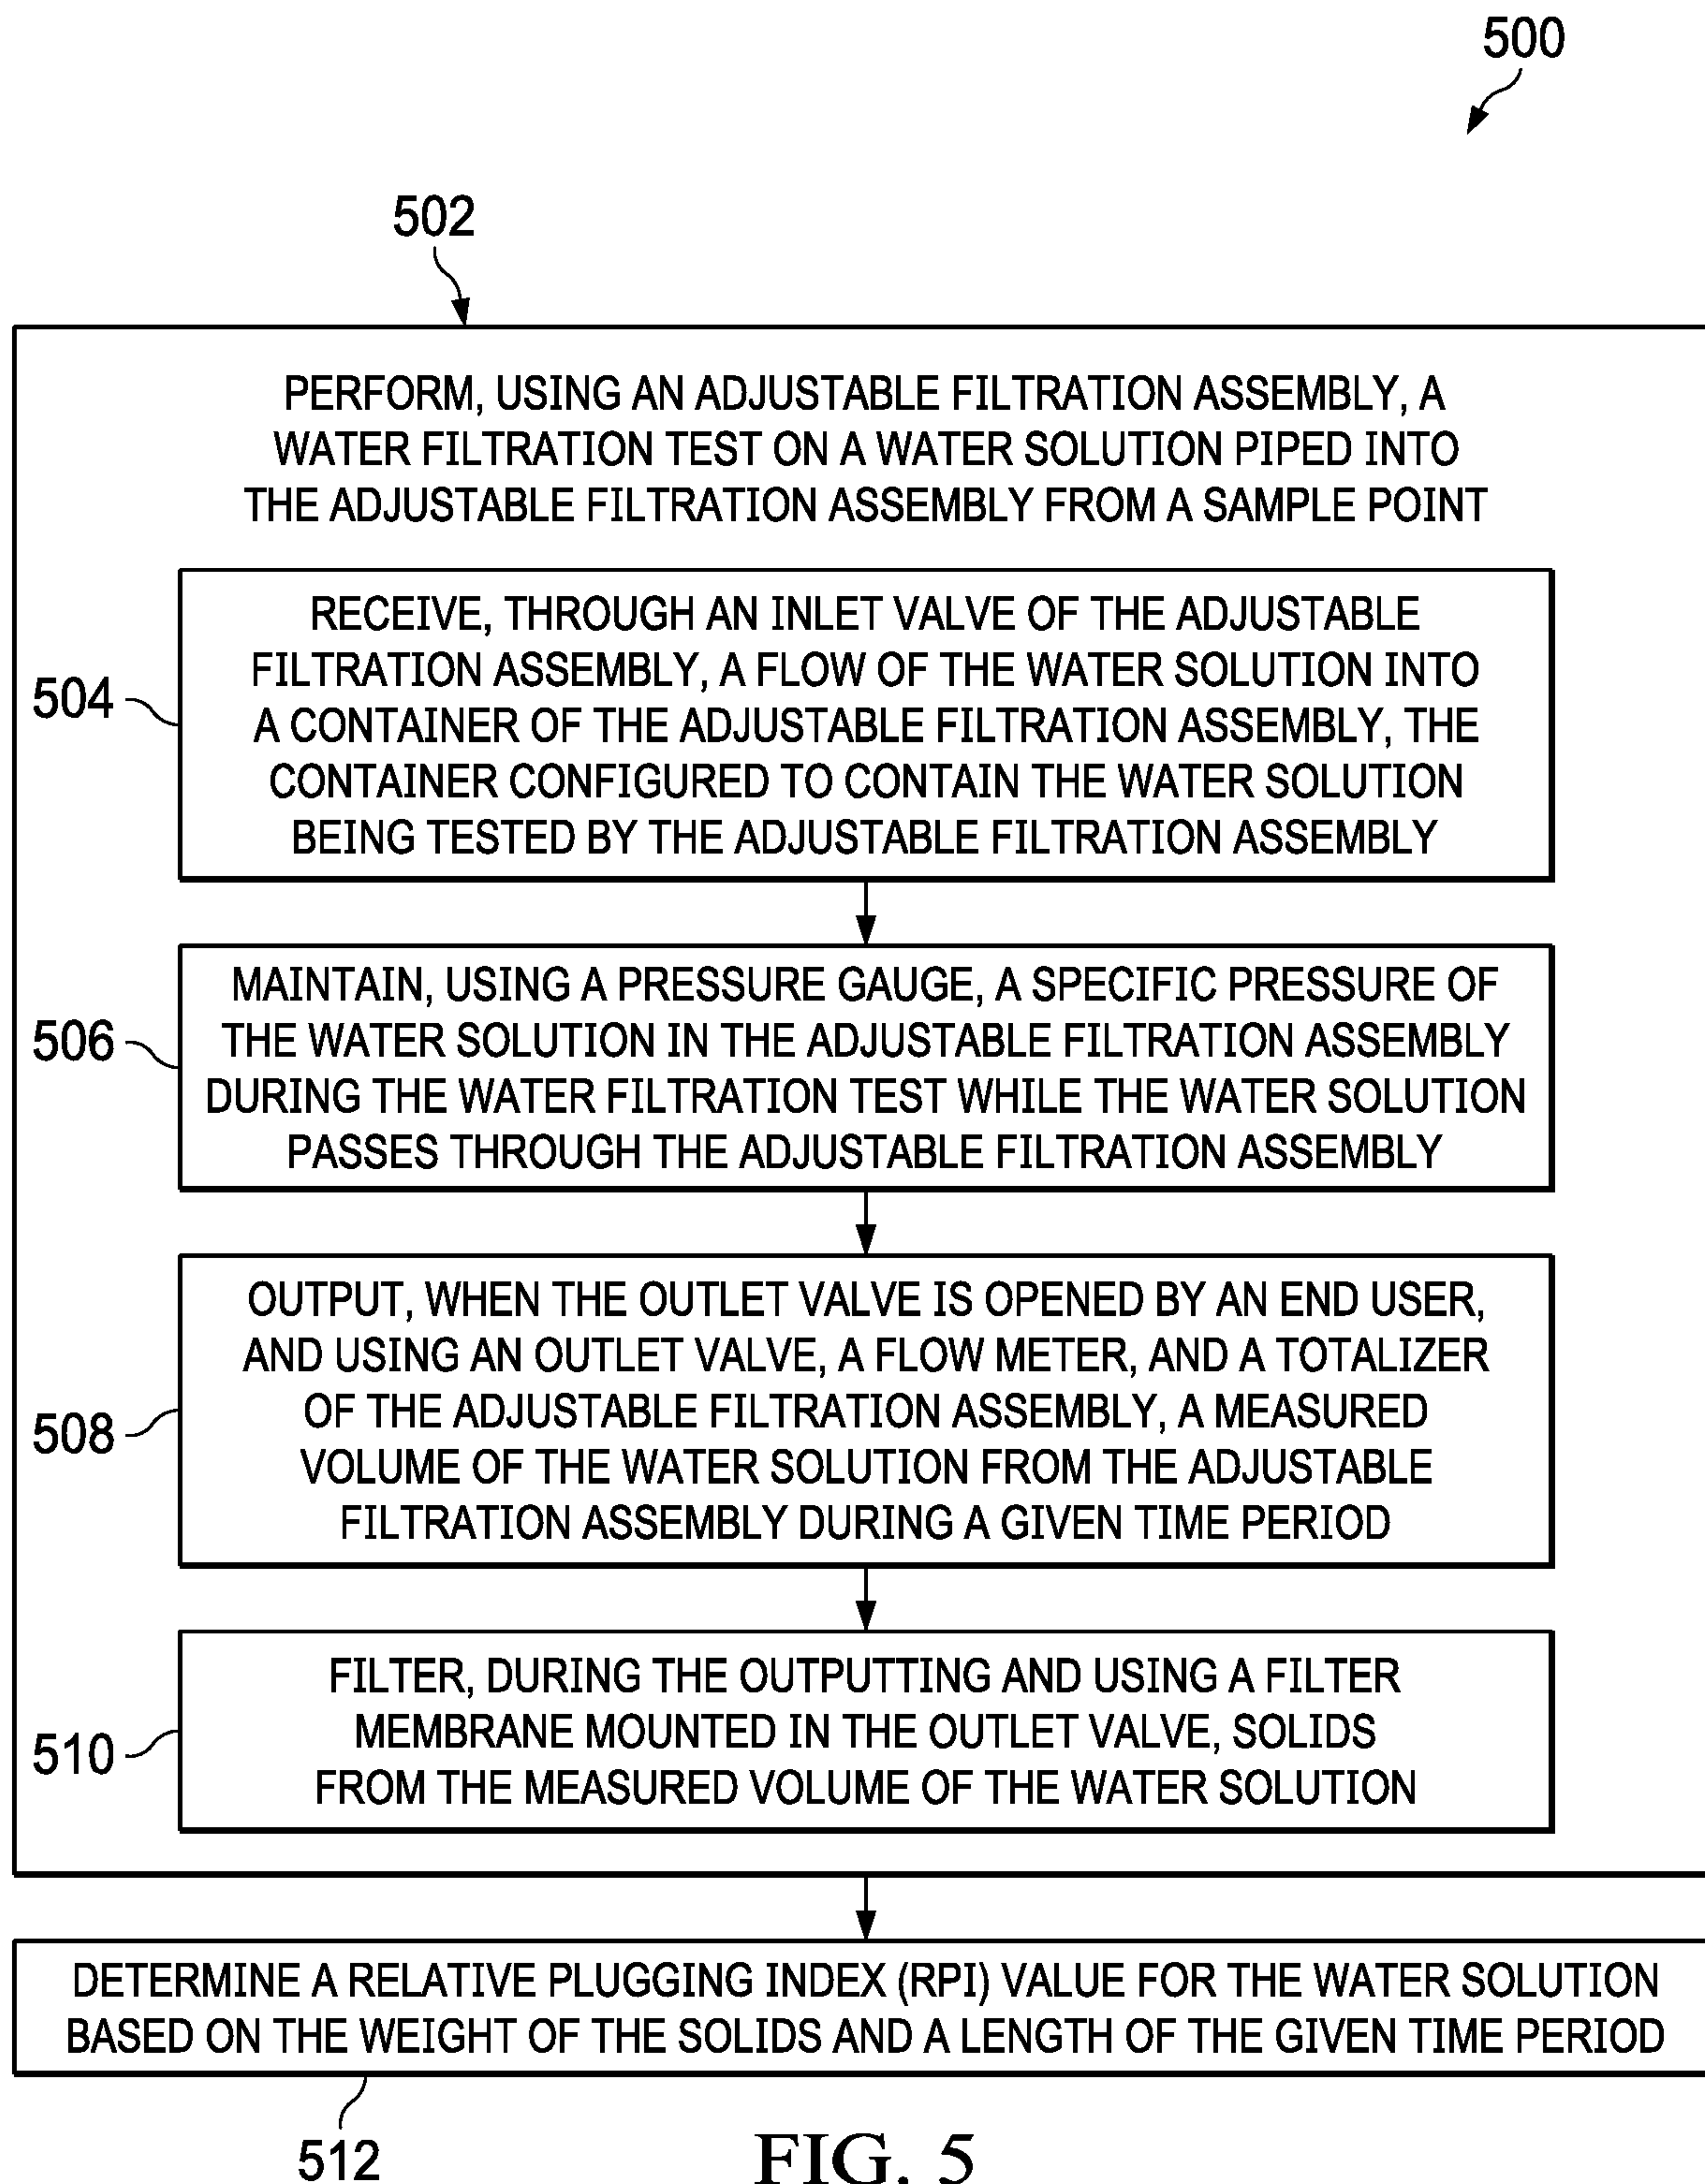 500
502
PERFORM, USING AN ADJUSTABLE FILTRATION ASSEMBLY, A
WATER FILTRATION TEST ON A WATER SOLUTION PIPED INTO
THE ADJUSTABLE FILTRATION ASSEMBLY FROM A SAMPLE POINT
504
RECEIVE, THROUGH AN INLET VALVE OF THE ADJUSTABLE
FILTRATION ASSEMBLY, A FLOW OF THE WATER SOLUTION INTO
A CONTAINER OF THE ADJUSTABLE FILTRATION ASSEMBLY, THE
CONTAINER CONFIGURED TO CONTAIN THE WATER SOLUTION
BEING TESTED BY THE ADJUSTABLE FILTRATION ASSEMBLY
506
MAINTAIN, USING A PRESSURE GAUGE, A SPECIFIC PRESSURE OF
THE WATER SOLUTION IN THE ADJUSTABLE FILTRATION ASSEMBLY
DURING THE WATER FILTRATION TEST WHILE THE WATER SOLUTION
PASSES THROUGH THE ADJUSTABLE FILTRATION ASSEMBLY
508
OUTPUT, WHEN THE OUTLET VALVE IS OPENED BY AN END USER,
AND USING AN OUTLET VALVE, A FLOW METER, AND A TOTALIZER
OF THE ADJUSTABLE FILTRATION ASSEMBLY, A MEASURED
VOLUME OF THE WATER SOLUTION FROM THE ADJUSTABLE
FILTRATION ASSEMBLY DURING A GIVEN TIME PERIOD
510
FILTER, DURING THE OUTPUTTING AND USING A FILTER
MEMBRANE MOUNTED IN THE OUTLET VALVE, SOLIDS
FROM THE MEASURED VOLUME OF THE WATER SOLUTION
DETERMINE A RELATIVE PLUGGING INDEX (RPI) VALUE FOR THE WATER SOLUTION
BASED ON THE WEIGHT OF THE SOLIDS AND A LENGTH OF THE GIVEN TIME PERIOD
512
FIG. 5